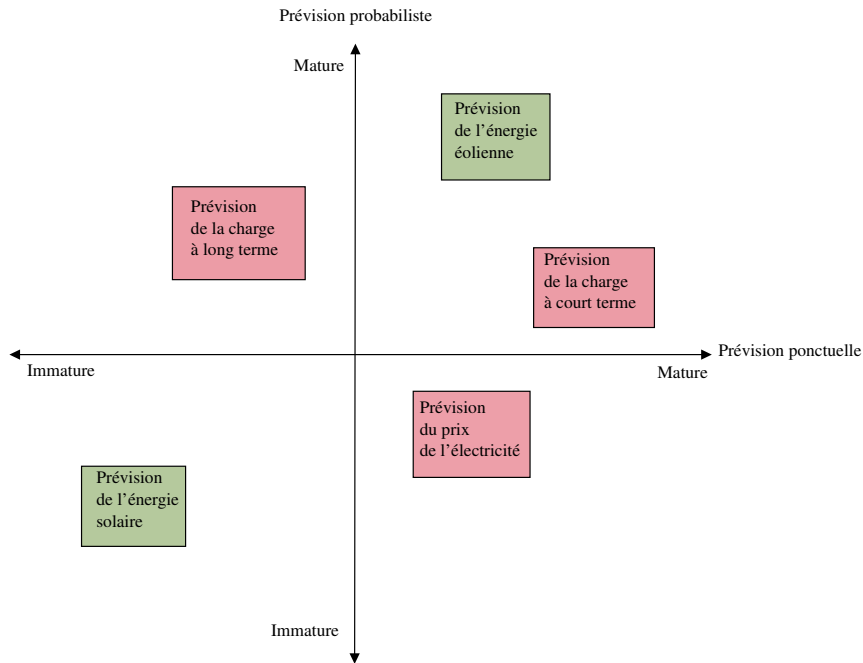 Prévision probabiliste
Mature
Prévision
de l’énergie
éolienne
Prévision
de la charge
à long terme
Prévision
de la charge
à court terme
Prévision ponctuelle
Immature
Mature
Prévision
du prix
de l’électricité
Prévision
de l’énergie
solaire
Immature